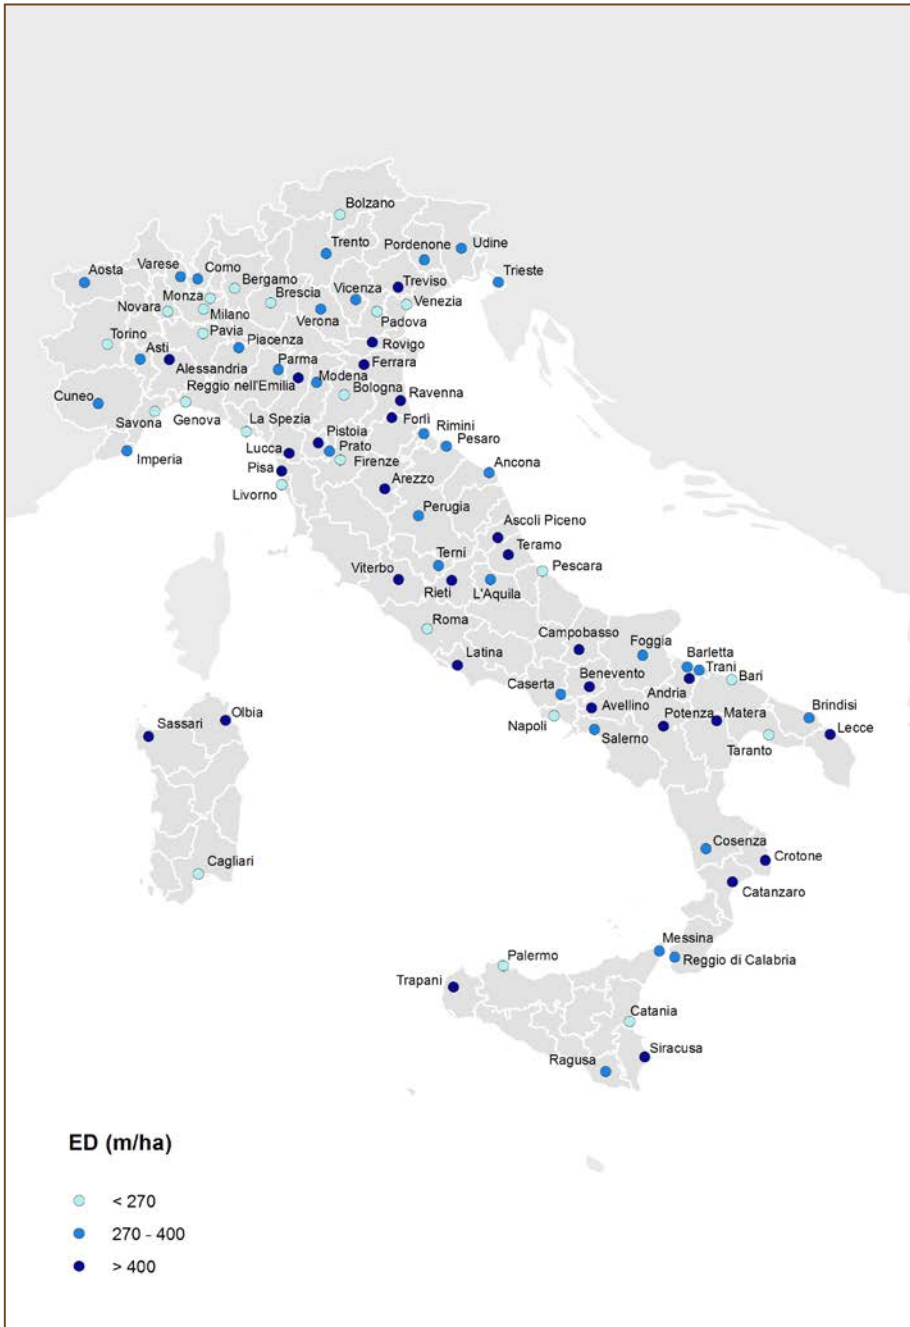 Bolzano
Trento
Pordenone
Udine
Aosta
Varese
Como
Bergamo
Vicenza
Treviso
Trieste
Monza
Brescia
Venezia
Novara
Milano
Verona
Padova
Torino
Pavia
Piacenza
Rovigo
Asti
Parma
Ferrara
Alessandria
Modena
Reggio nell'Emilia
Bologna
Ravenna
Cuneo
Savona
Genova
La Spezia
Forlì
Pistoia
Rimini
Lucca
Prato
Pesaro
Imperia
Pisa
Firenze
Ancona
Livorno
Arezzo
Perugia
Ascoli Piceno
Teramo
Viterbo
Terni
Pescara
Rieti
L'Aquila
Roma
Campobasso
Foggia
Latina
Barletta
Trani
Benevento
Bari
Caserta
Andria
Avellino
Potenza
Matera
Brindisi
Napoli
Salerno
Taranto
Lecce
Olbia
Sassari
Cosenza
Crotone
Cagliari
Catanzaro
Messina
Palermo
Reggio di Calabria
Trapani
Catania
Siracusa
Ragusa
ED (m/ha)
< 270
270 - 400
> 400